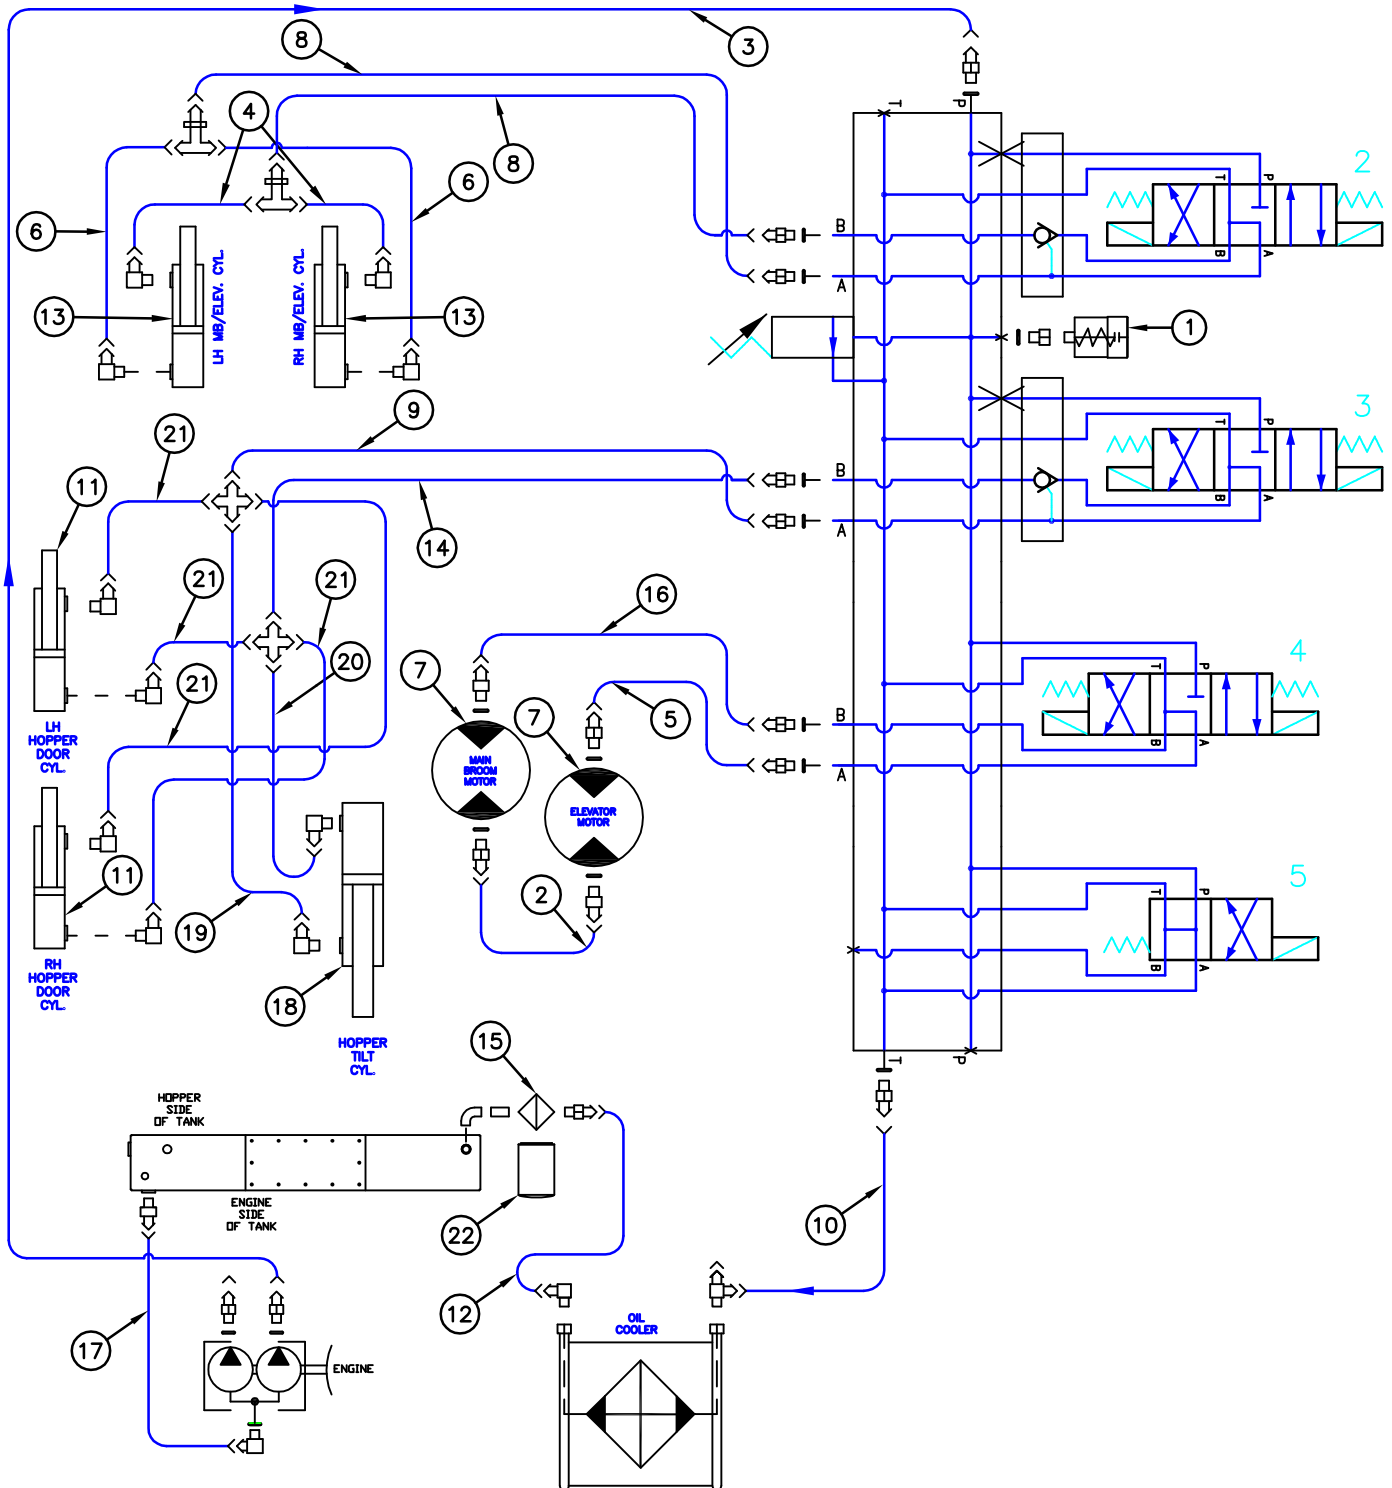 8
3
T
P
4
8
2
P
T
6
6
B
B
A
A
13
LH MB/ELEV. CYL.
RH MB/ELEV. CYL.
13
1
9
3
21
P
T
11
B
B
A
A
14
21
21
16
20
4
7
P
T
21
7
5
B
B
A
A
LH
HOPPER
DOOR
CYL.
MAIN
BROOM
MOTOR
ELEVATOR
MOTOR
11
2
5
P
T
19
B
A
RH
HOPPER
DOOR
CYL.
18
HOPPER
TILT
CYL.
15
T
P
HOPPER
SIDE
OF TANK
ENGINE
SIDE
OF TANK
22
10
12
17
OIL
COOLER
ENGINE